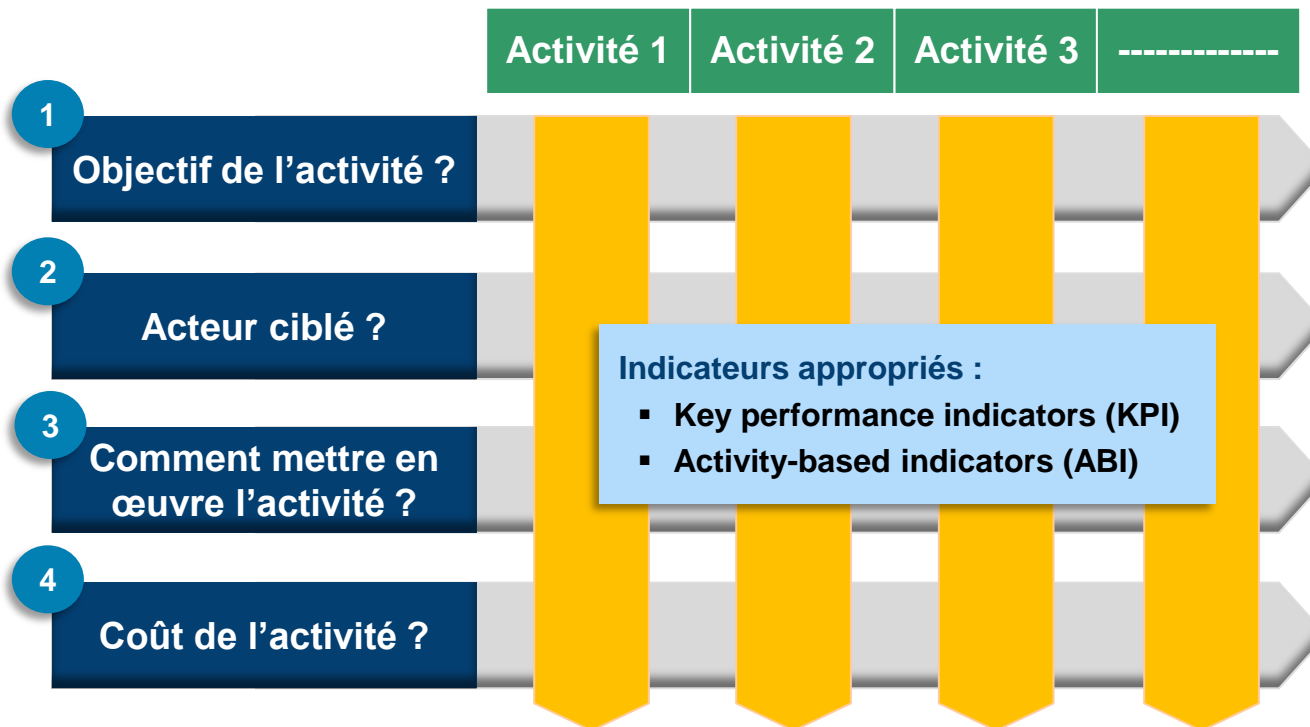 Activité 1 Activité 2 Activité 3 -------------
1
Objectif de l’activité ?
2
Acteur ciblé ?
Indicateurs appropriés :
▪ Key performance indicators (KPI)
▪ Activity-based indicators (ABI)
3
Comment mettre en
œuvre l’activité ?
4
Coût de l’activité ?